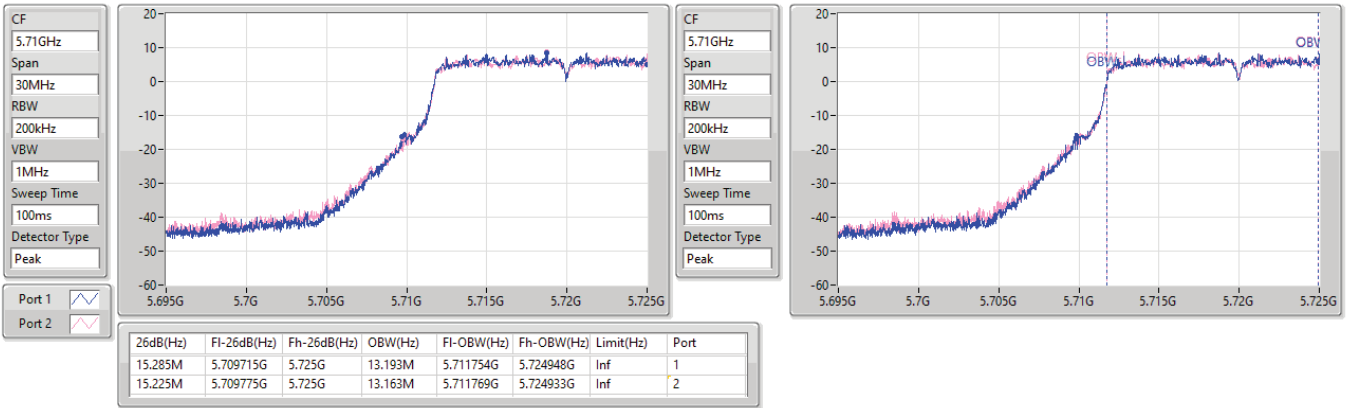 CF
5.71GHz
Span
30MHz
RBW
200kHz
VBW
1MHz
Sweep Time
100ms
Detector Type
Peak
Port 1
Port 2
20
10
0
-10
-20
-30
-40
-50
-60
5.695G 5.7G 5.705G 5.71G 5.715G 5.72G 5.725G
CF
5.71GHz
Span
30MHz
RBW
200kHz
VBW
1MHz
Sweep Time
100ms
Detector Type
Peak
20
10
0
-10
-20
-30
-40
-50
-60
OBW
OBW
OBW
5.695G 5.7G 5.705G 5.71G 5.715G 5.72G 5.725G
26dB(Hz) Fl-26dB(Hz) Fh-26dB(Hz) OBW(Hz) Fl-OBW(Hz) Fh-OBW(Hz) Limit(Hz) Port
15.285M 5.709715G 5.725G 13.193M 5.711754G 5.724948G Inf 1
15.225M 5.709775G 5.725G 13.163M 5.711769G 5.724933G Inf 2